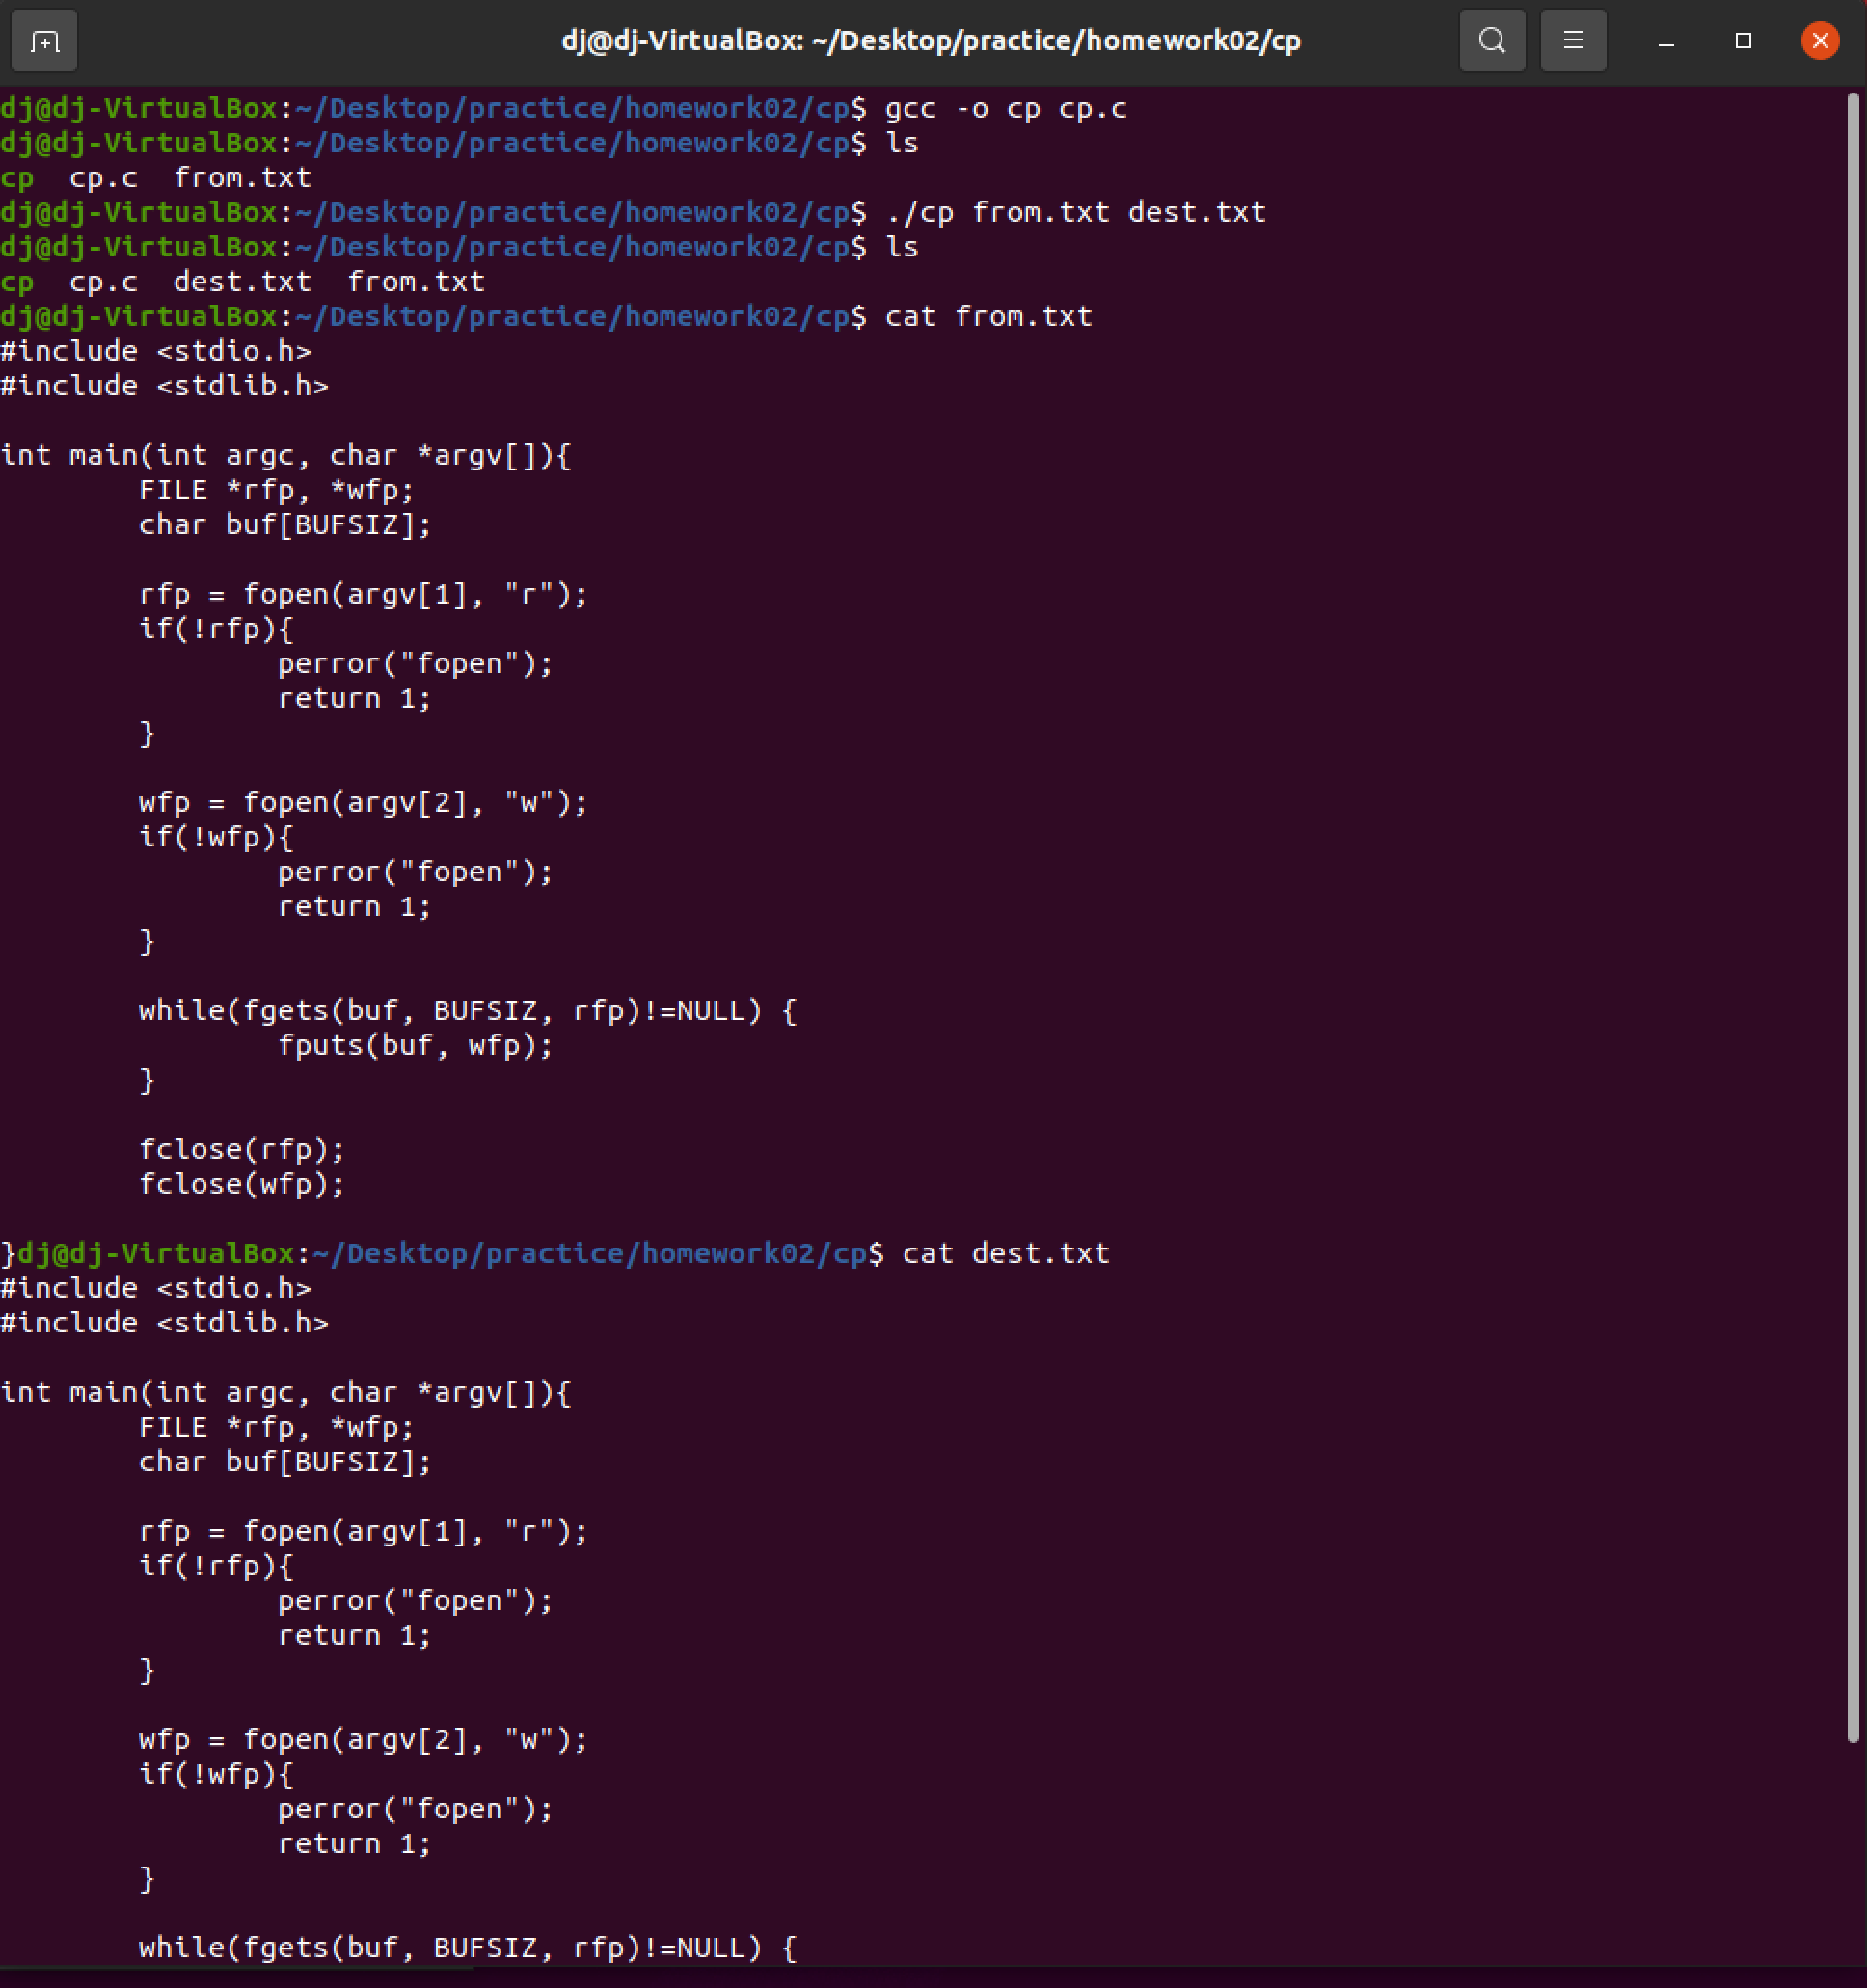 dj@dj-VirtualBox: ~/Desktop/practice/homework02/cp
dj@dj-VirtualBox:~/Desktop/practice/homework02/cp$ gcc -o cp cp.c
dj@dj-VirtualBox:~/Desktop/practice/homework02/cp$ ls
cp  cp.c  from.txt
dj@dj-VirtualBox:~/Desktop/practice/homework02/cp$ ./cp from.txt dest.txt
dj@dj-VirtualBox:~/Desktop/practice/homework02/cp$ ls
cp  cp.c  dest.txt  from.txt
dj@dj-VirtualBox:~/Desktop/practice/homework02/cp$ cat from.txt
#include <stdio.h>
#include <stdlib.h>

int main(int argc, char *argv[]){
        FILE *rfp, *wfp;
        char buf[BUFSIZ];

        rfp = fopen(argv[1], "r");
        if(!rfp){
                perror("fopen");
                return 1;
        }

        wfp = fopen(argv[2], "w");
        if(!wfp){
                perror("fopen");
                return 1;
        }

        while(fgets(buf, BUFSIZ, rfp)!=NULL) {
                fputs(buf, wfp);
        }

        fclose(rfp);
        fclose(wfp);

}dj@dj-VirtualBox:~/Desktop/practice/homework02/cp$ cat dest.txt
#include <stdio.h>
#include <stdlib.h>

int main(int argc, char *argv[]){
        FILE *rfp, *wfp;
        char buf[BUFSIZ];

        rfp = fopen(argv[1], "r");
        if(!rfp){
                perror("fopen");
                return 1;
        }

        wfp = fopen(argv[2], "w");
        if(!wfp){
                perror("fopen");
                return 1;
        }

        while(fgets(buf, BUFSIZ, rfp)!=NULL) {